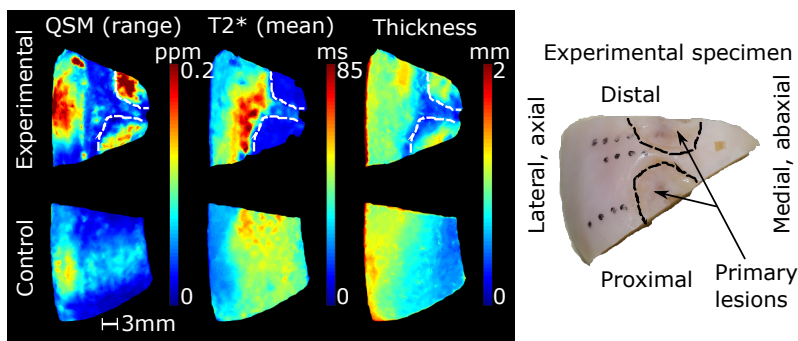 QSM (range)
T2* (mean)
Thickness
ppm
ms
mm
0.2
85
2
Experimental
0
0
0
Control
3mm
Experimental specimen
Distal
Lateral, axial
Medial, abaxial
Proximal
Primary
lesions